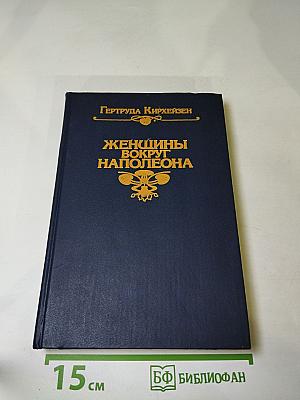 Гертруда Кирхейзен
ЖЕНЩИНЫ
ВОКРУГ
НАПОЛЕОНА
15 см
БФ БИБЛИОФАН